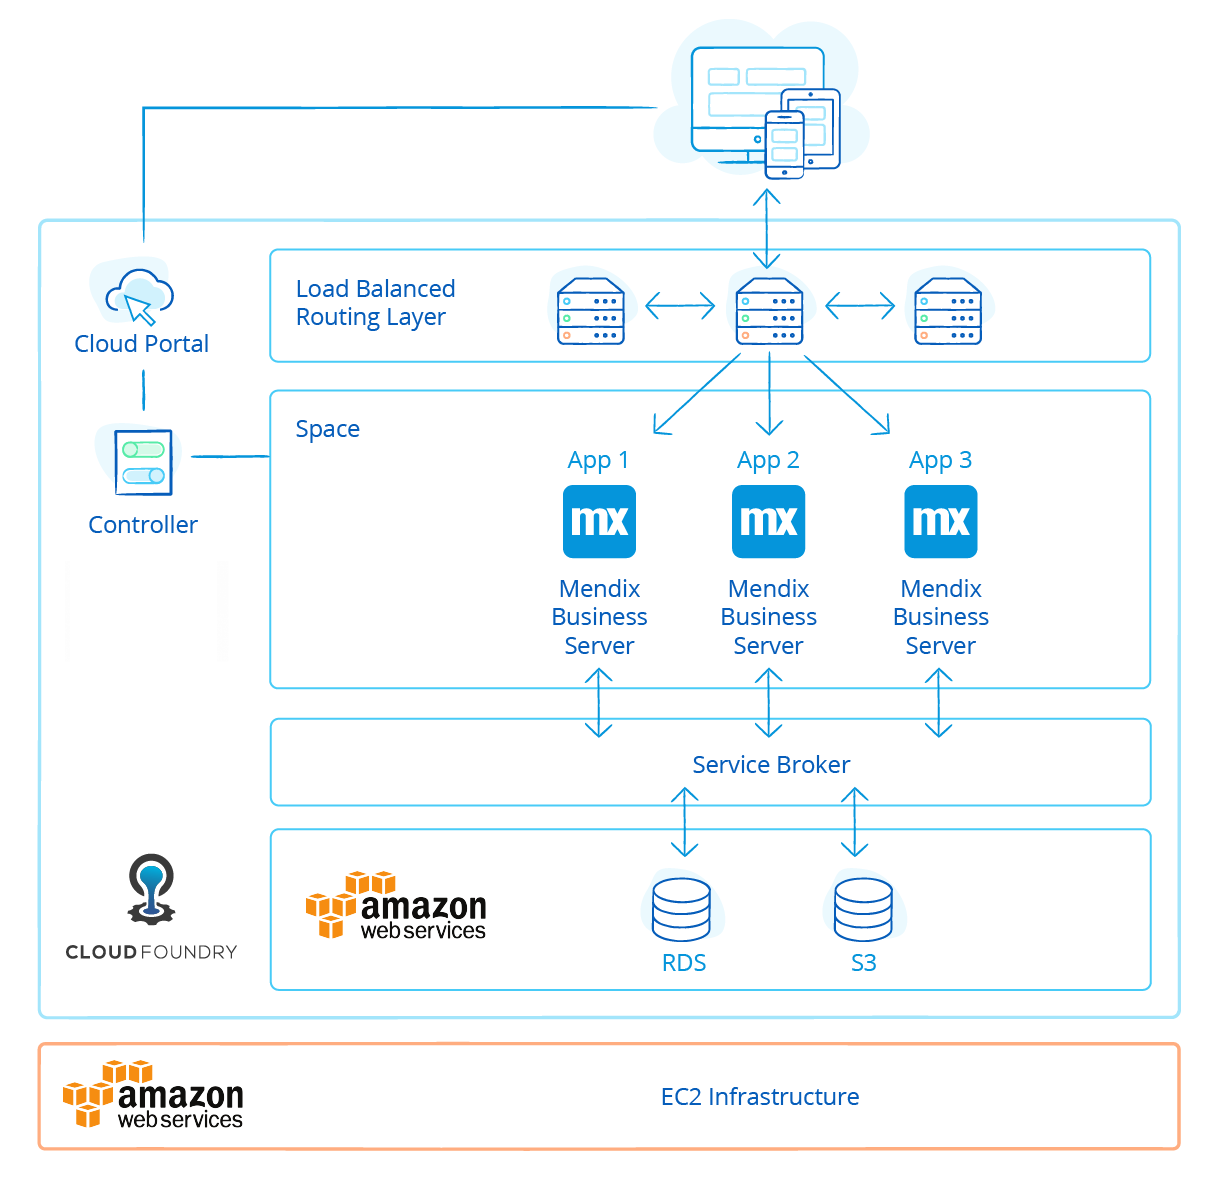 Cloud Portal
Controller
Load Balanced
Routing Layer
Space
App 1
App 2
App 3
mx
mx
mx
Mendix
Business
Server
Mendix
Business
Server
Mendix
Business
Server
Service Broker
CLOUD FOUNDRY
amazon
web services
RDS
S3
amazon
web services
EC2 Infrastructure